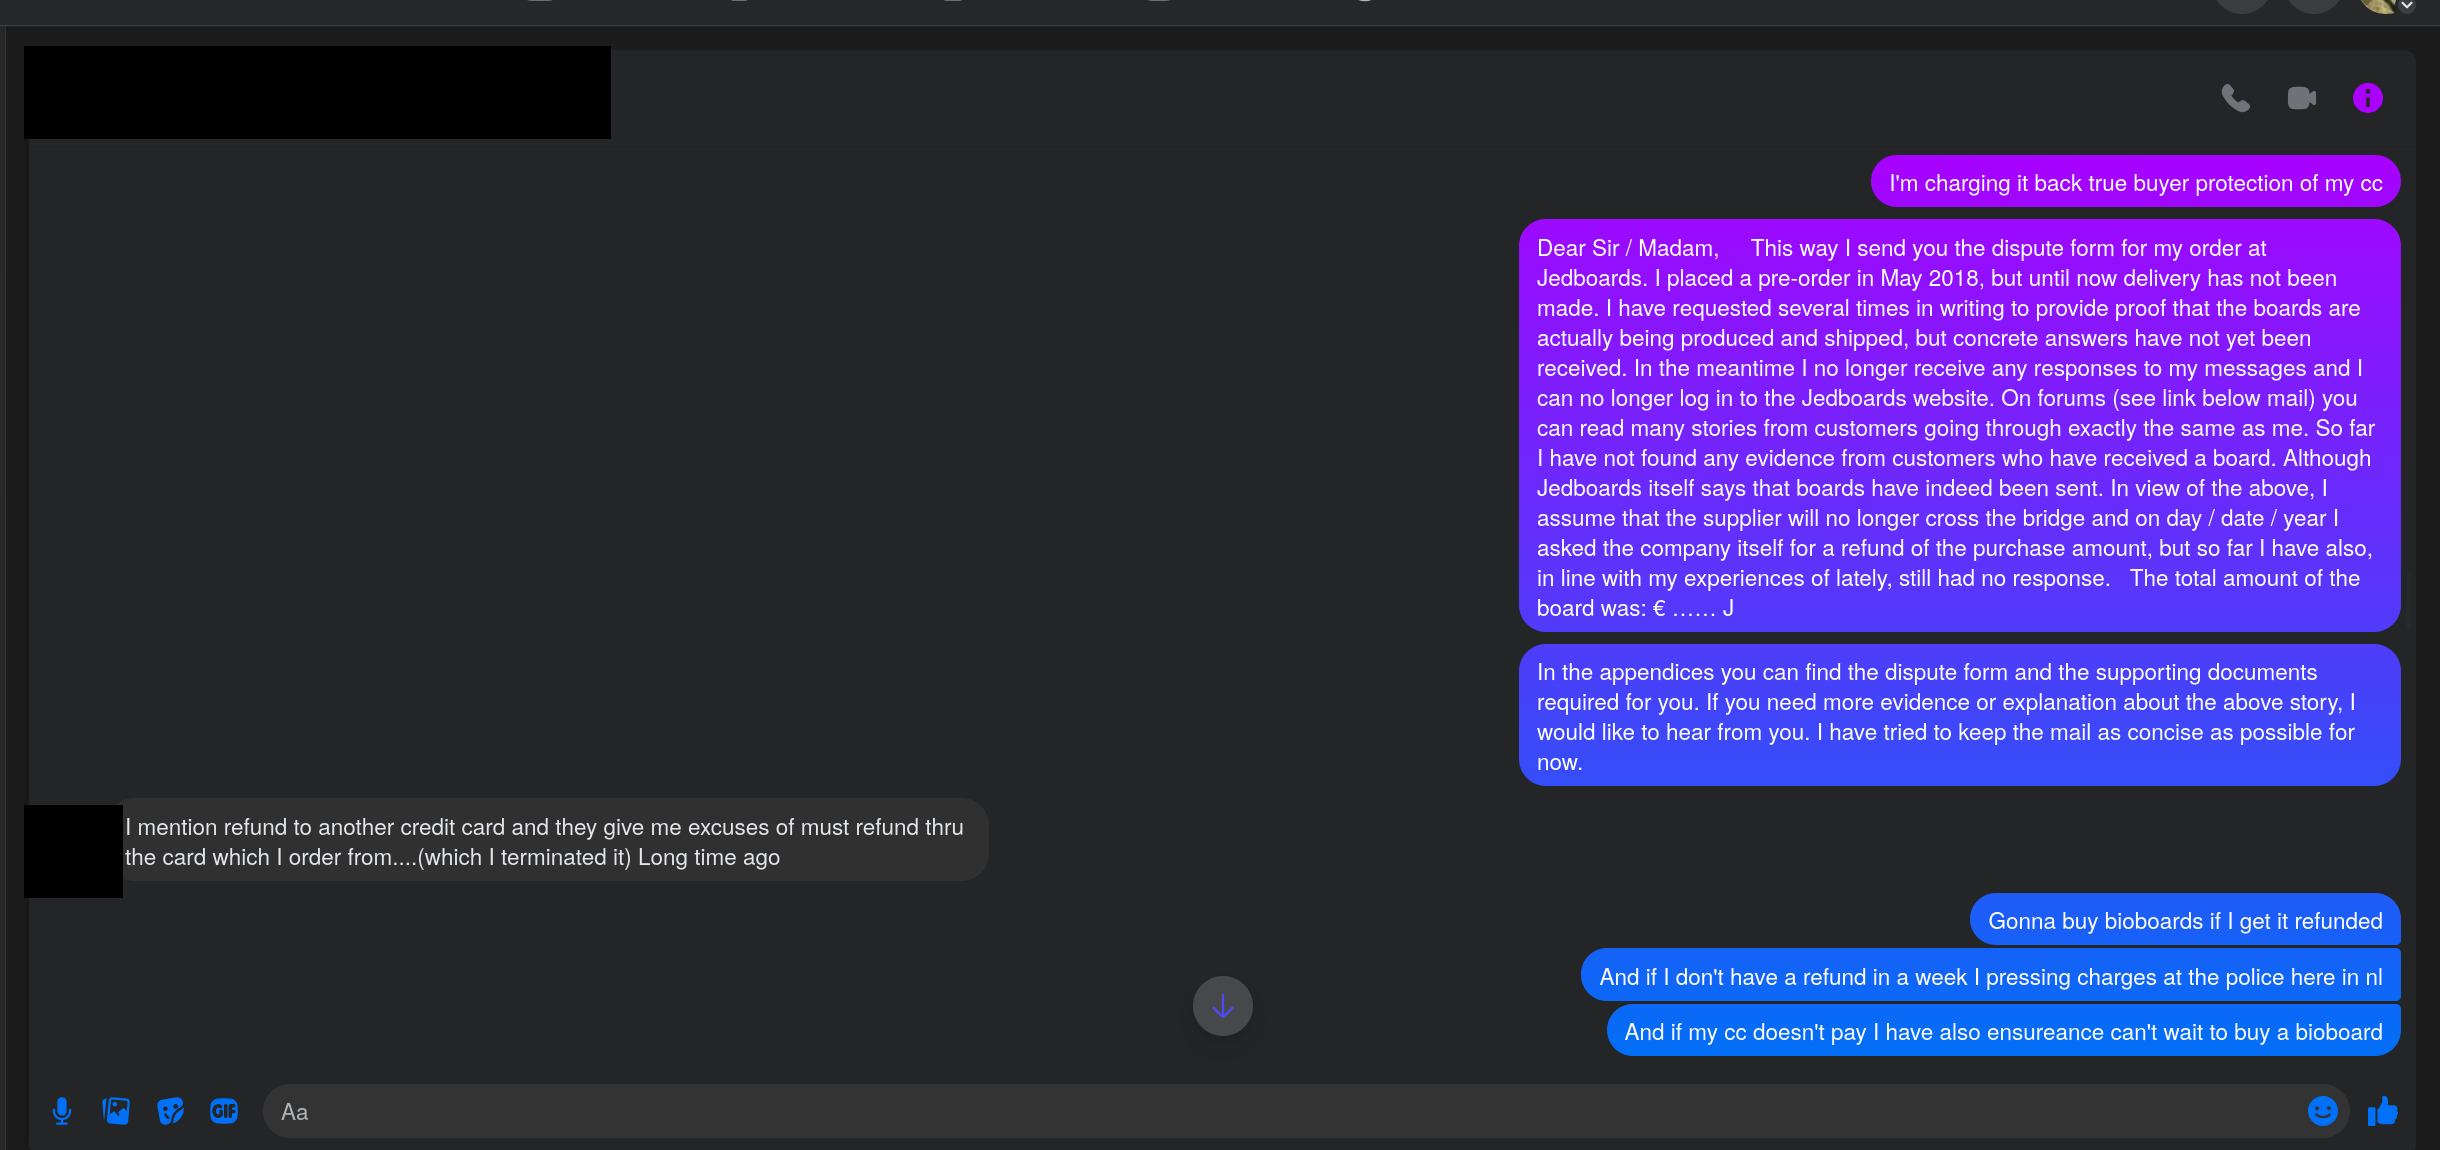 I'm charging it back true buyer protection of my cc
Dear Sir / Madam,     This way I send you the dispute form for my order at
Jedboards. I placed a pre-order in May 2018, but until now delivery has not been
made. I have requested several times in writing to provide proof that the boards are
actually being produced and shipped, but concrete answers have not yet been
received. In the meantime I no longer receive any responses to my messages and I
can no longer log in to the Jedboards website. On forums (see link below mail) you
can read many stories from customers going through exactly the same as me. So far
I have not found any evidence from customers who have received a board. Although
Jedboards itself says that boards have indeed been sent. In view of the above, I
assume that the supplier will no longer cross the bridge and on day / date / year I
asked the company itself for a refund of the purchase amount, but so far I have also,
in line with my experiences of lately, still had no response.   The total amount of the
board was: € …… J
In the appendices you can find the dispute form and the supporting documents
required for you. If you need more evidence or explanation about the above story, I
would like to hear from you. I have tried to keep the mail as concise as possible for
now.
I mention refund to another credit card and they give me excuses of must refund thru
the card which I order from....(which I terminated it) Long time ago
Gonna buy bioboards if I get it refunded
And if I don't have a refund in a week I pressing charges at the police here in nl
And if my cc doesn't pay I have also ensureance can't wait to buy a bioboard
GIF
Aa